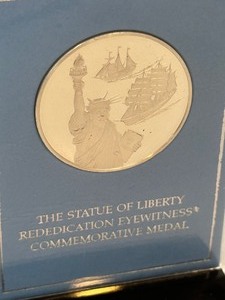 THE STATUE OF LIBERTY
REDEDICATION EYEWITNESS®
COMMEMORATIVE MEDAL